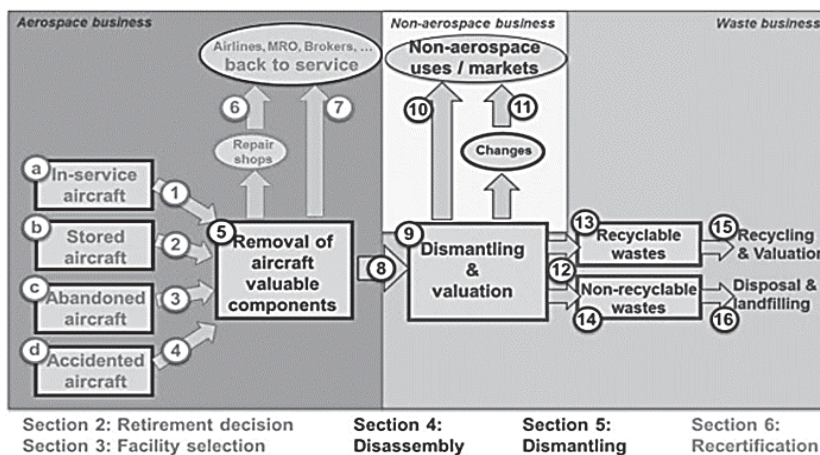 Aerospace business
Non-aerospace business
Waste business
Airlines, MRO, Brokers, ...
back to service
Non-aerospace
uses / markets
6
7
10
11
Repair
shops
Changes
a
In-service
aircraft
1
b
Stored
aircraft
2
c
Abandoned
aircraft
3
d
Accidented
aircraft
4
5
Removal of
aircraft
valuable
components
8
9
Dismantling
&
valuation
12
13
Recyclable
wastes
15
Recycling
& Valuation
14
Non-recyclable
wastes
16
Disposal &
landfilling
Section 2: Retirement decision
Section 3: Facility selection
Section 4:
Disassembly
Section 5:
Dismantling
Section 6:
Recertification